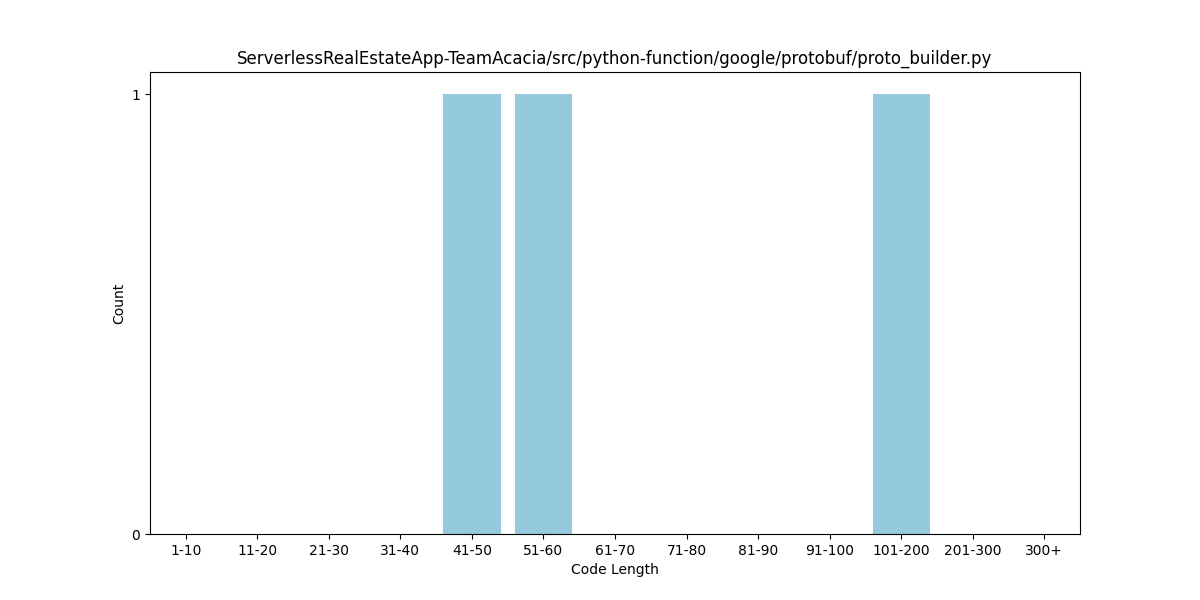 ServerlessRealEstateApp-TeamAcacia/src/python-function/google/protobuf/proto_builder.py
Count
1
0
1-10 11-20 21-30 31-40 41-50 51-60 61-70 71-80 81-90 91-100 101-200 201-300 300+
Code Length